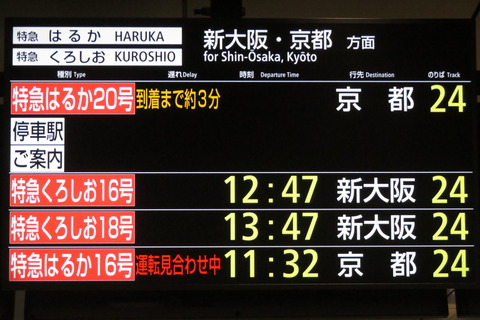 特急 はるか HARUKA
特急 くろしお KUROSHIO
新大阪・京都 方面
for Shin-Osaka, Kyōto
種別 Type 遅れ Delay 時刻 Departure Time 行先 Destination のりば Track
特急はるか20号 到着まで約3分 京都 24
停車駅
ご案内
特急くろしお16号 12:47 新大阪 24
特急くろしお18号 13:47 新大阪 24
特急はるか16号 運転見合わせ中 11:32 京都 24